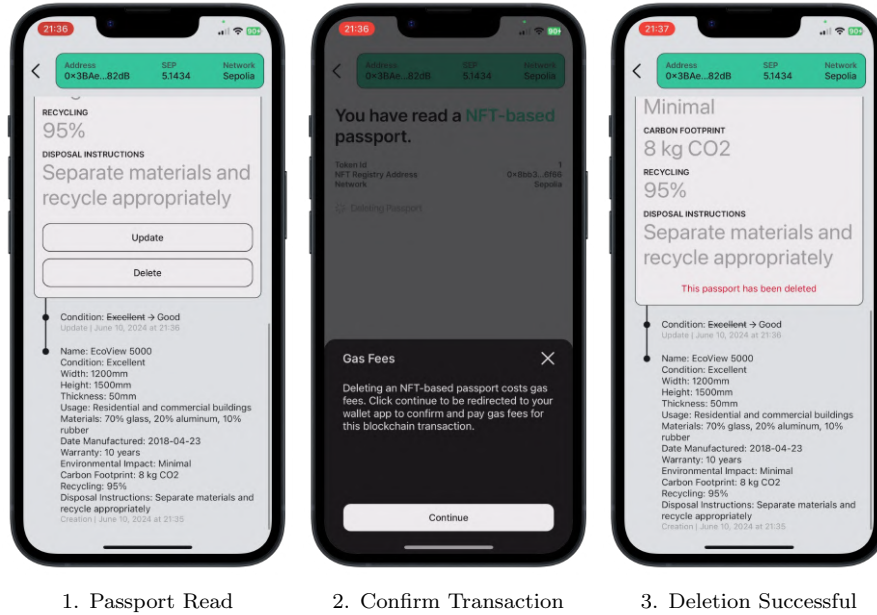 21:36
Address SEP Network
0×3BAe...82dB 5.1434 Sepolia
RECYCLING
95%
DISPOSAL INSTRUCTIONS
Separate materials and
recycle appropriately
Update
Delete
Condition: Excellent → Good
Update | June 10, 2024 at 21:36
Name: EcoView 5000
Condition: Excellent
Width: 1200mm
Height: 1500mm
Thickness: 50mm
Usage: Residential and commercial buildings
Materials: 70% glass, 20% aluminum, 10%
rubber
Date Manufactured: 2018-04-23
Warranty: 10 years
Environmental Impact: Minimal
Carbon Footprint: 8 kg CO2
Recycling: 95%
Disposal Instructions: Separate materials and
recycle appropriately
Creation | June 10, 2024 at 21:35
1. Passport Read
21:36
Address SEP Network
0×3BAe...82dB 5.1434 Sepolia
You have read a NFT-based
passport.
Token Id 1
NFT Registry Address 0×8bb3...6f66
Network Sepolia
Deleting Passport
Gas Fees
Deleting an NFT-based passport costs gas
fees. Click continue to be redirected to your
wallet app to confirm and pay gas fees for
this blockchain transaction.
Continue
2. Confirm Transaction
21:37
Address SEP Network
0×3BAe...82dB 5.1434 Sepolia
Minimal
CARBON FOOTPRINT
8 kg CO2
RECYCLING
95%
DISPOSAL INSTRUCTIONS
Separate materials and
recycle appropriately
This passport has been deleted
Condition: Excellent → Good
Update | June 10, 2024 at 21:36
Name: EcoView 5000
Condition: Excellent
Width: 1200mm
Height: 1500mm
Thickness: 50mm
Usage: Residential and commercial buildings
Materials: 70% glass, 20% aluminum, 10%
rubber
Date Manufactured: 2018-04-23
Warranty: 10 years
Environmental Impact: Minimal
Carbon Footprint: 8 kg CO2
Recycling: 95%
Disposal Instructions: Separate materials and
recycle appropriately
Creation | June 10, 2024 at 21:35
3. Deletion Successful